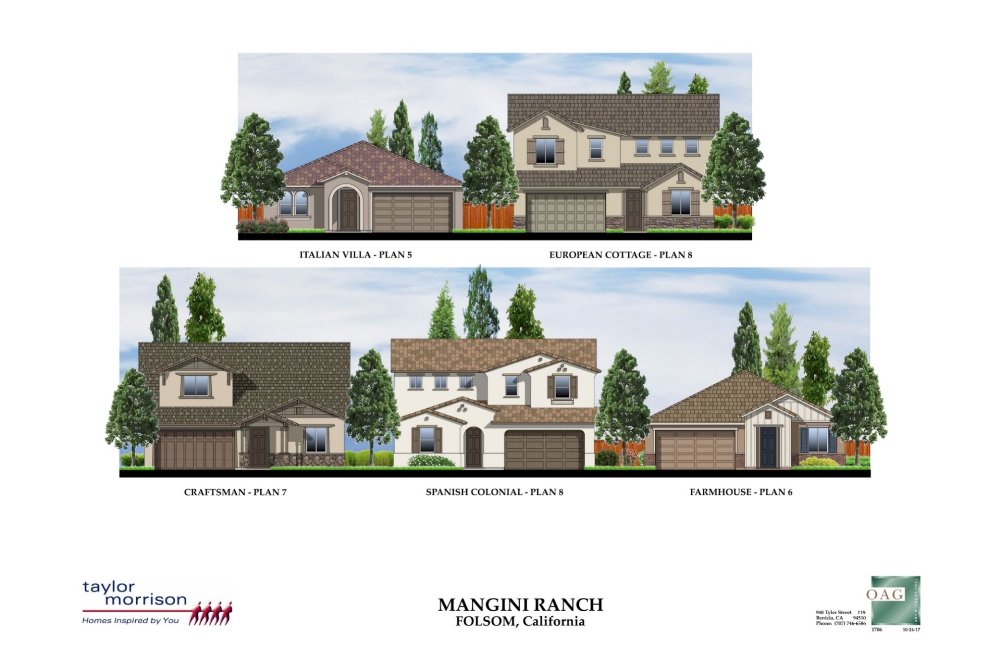 ITALIAN VILLA - PLAN 5
EUROPEAN COTTAGE - PLAN 8
CRAFTSMAN - PLAN 7
SPANISH COLONIAL - PLAN 8
FARMHOUSE - PLAN 6
taylor
morrison
Homes Inspired by You
MANGINI RANCH
FOLSOM, California
940 Tyler Street #19
Benicia, CA 94510
Phone: (707) 746-6586
OAG
ARCHITECTS, INC.
1706 10-24-17